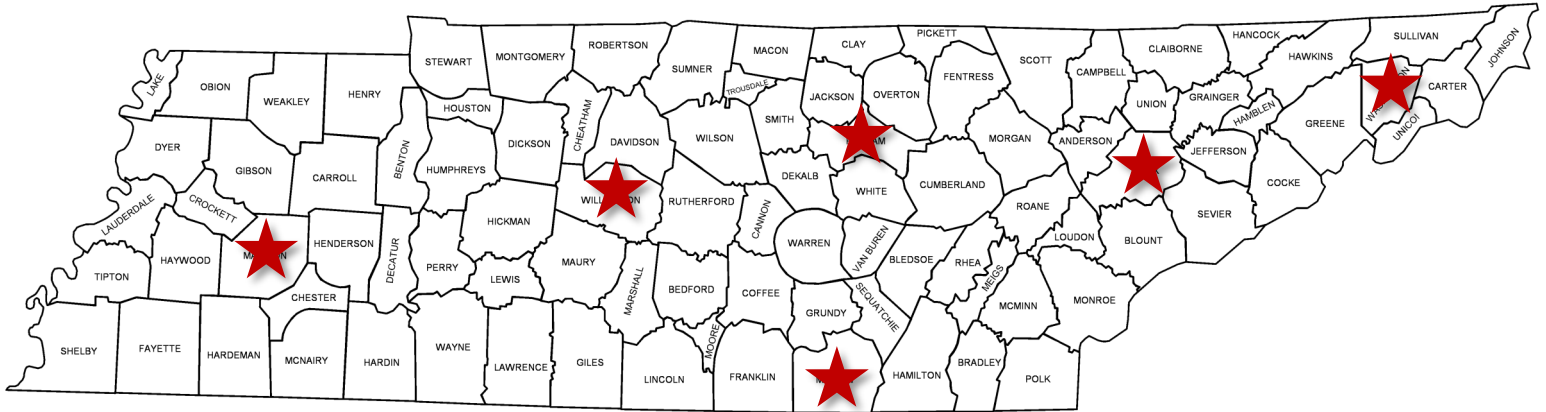 LAKE
OBION
WEAKLEY
HENRY
STEWART
MONTGOMERY
ROBERTSON
SUMNER
MACON
TROUSDALE
CLAY
PICKETT
JACKSON
OVERTON
FENTRESS
SCOTT
CAMPBELL
CLAIBORNE
HANCOCK
HAWKINS
SULLIVAN
JOHNSON
CARTER
UNICOI
GREENE
HAMBLEN
GRAINGER
UNION
HOUSTON
DYER
GIBSON
CARROLL
BENTON
HUMPHREYS
DICKSON
CHEATHAM
DAVIDSON
WILSON
SMITH
DEKALB
WHITE
CUMBERLAND
MORGAN
ANDERSON
JEFFERSON
COCKE
SEVIER
LAUDERDALE
CROCKETT
HICKMAN
RUTHERFORD
CANNON
WARREN
VAN BUREN
BLEDSOE
RHEA
ROANE
LOUDON
BLOUNT
TIPTON
HAYWOOD
HENDERSON
DECATUR
PERRY
LEWIS
MAURY
MARSHALL
BEDFORD
COFFEE
GRUNDY
SEQUATCHIE
MEIGS
MCMINN
MONROE
CHESTER
SHELBY
FAYETTE
HARDEMAN
MCNAIRY
HARDIN
WAYNE
LAWRENCE
GILES
LINCOLN
MOORE
FRANKLIN
HAMILTON
BRADLEY
POLK